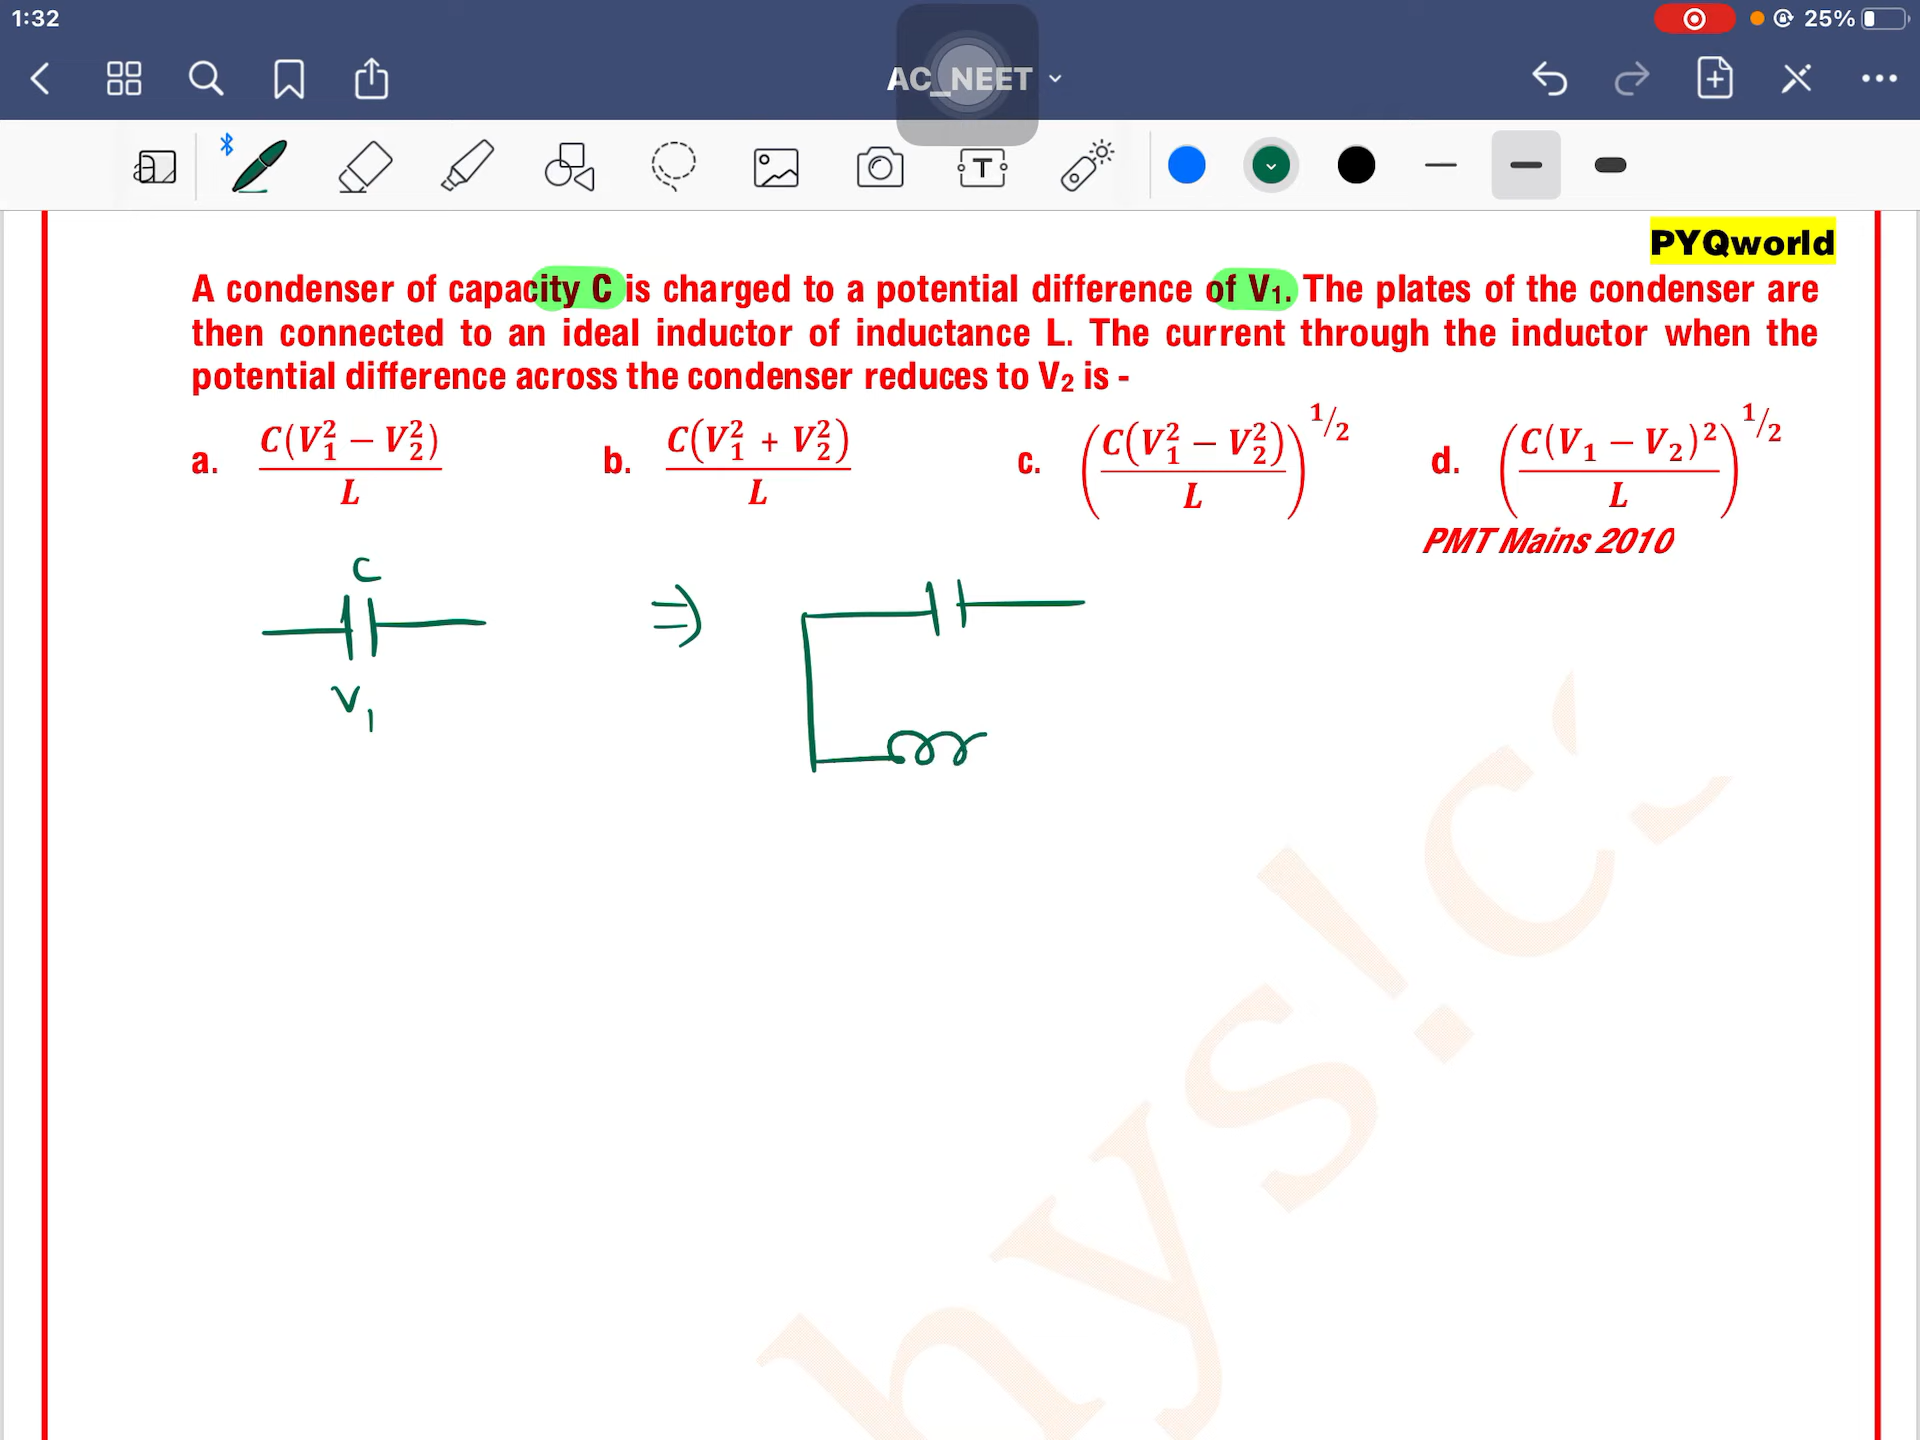 1:32
25%
AC_NEET
PYQworld
A condenser of capacity C is charged to a potential difference of V₁. The plates of the condenser are
then connected to an ideal inductor of inductance L. The current through the inductor when the
potential difference across the condenser reduces to V₂ is -
a. C(V₁² − V₂²)/L b. C(V₁² + V₂²)/L c. (C(V₁² − V₂²)/L)^1/2 d. (C(V₁ − V₂)²/L)^1/2
PMT Mains 2010
C
⇒
V₁
hys!c